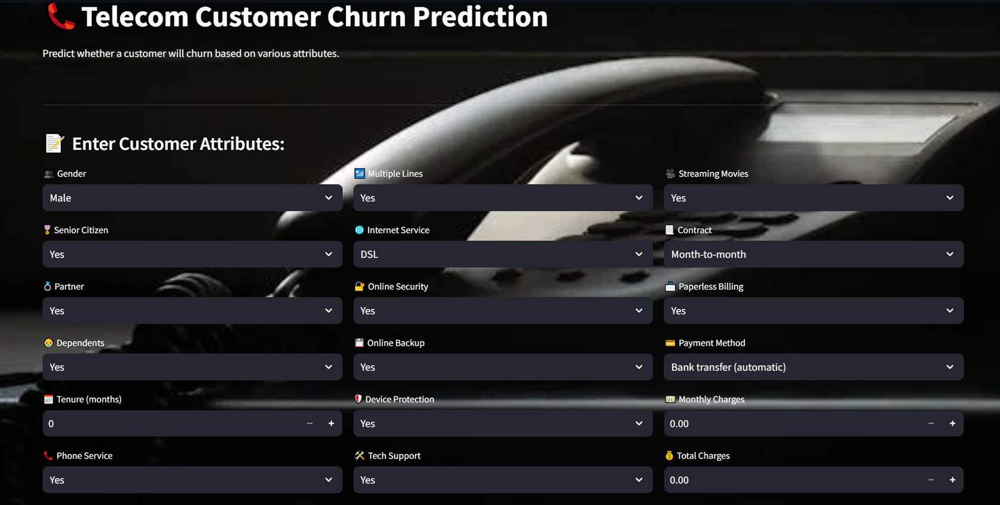 Telecom Customer Churn Prediction
Predict whether a customer will churn based on various attributes.
Enter Customer Attributes:
Gender
Male
Senior Citizen
Yes
Partner
Yes
Dependents
Yes
Tenure (months)
0
Phone Service
Yes
Multiple Lines
Yes
Internet Service
DSL
Online Security
Yes
Online Backup
Yes
Device Protection
Yes
Tech Support
Yes
Streaming Movies
Yes
Contract
Month-to-month
Paperless Billing
Yes
Payment Method
Bank transfer (automatic)
Monthly Charges
0.00
Total Charges
0.00